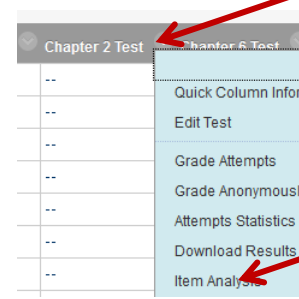 Chapter 2 Test
Chapter 6 Test
--
Quick Column Infor
--
Edit Test
--
--
Grade Attempts
--
Grade Anonymousl
--
Attempts Statistics
--
Download Results
--
Item Analysis